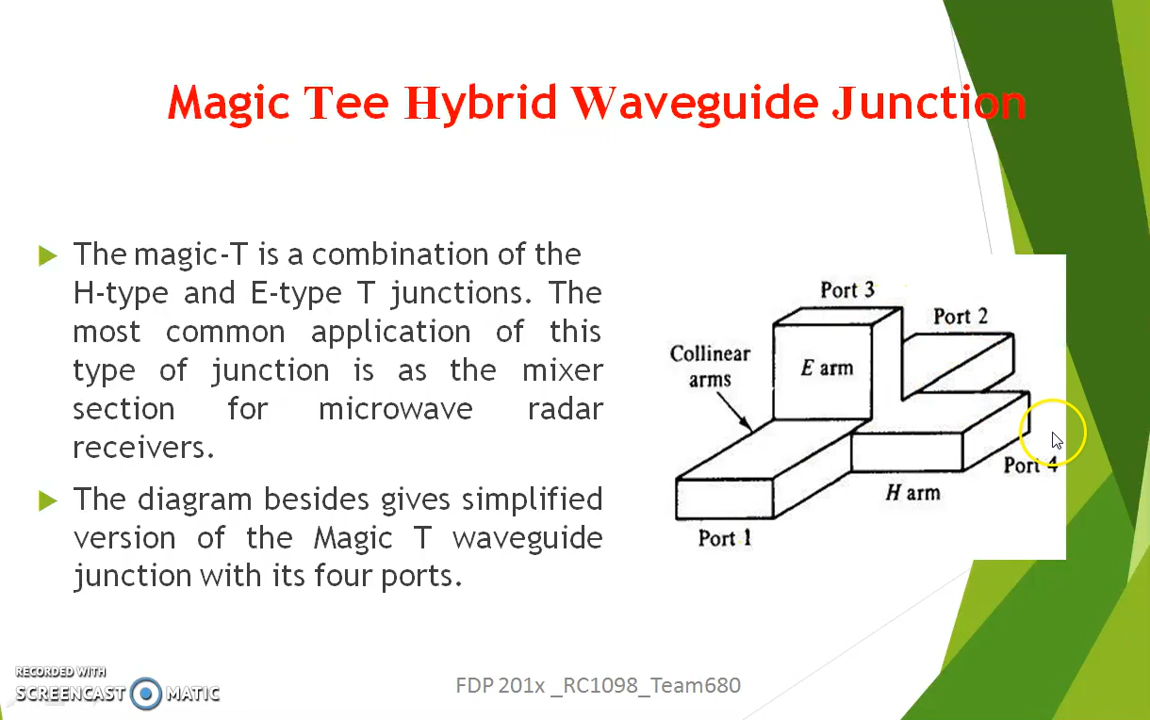 Magic Tee Hybrid Waveguide Junction
The magic-T is a combination of the
H-type and E-type T junctions. The
most common application of this
type of junction is as the mixer
section for microwave radar
receivers.
The diagram besides gives simplified
version of the Magic T waveguide
junction with its four ports.
Port 3
Port 2
Collinear
arms
E arm
Port 4
H arm
Port 1
RECORDED WITH
SCREENCAST MATIC
FDP 201x _RC1098_Team680